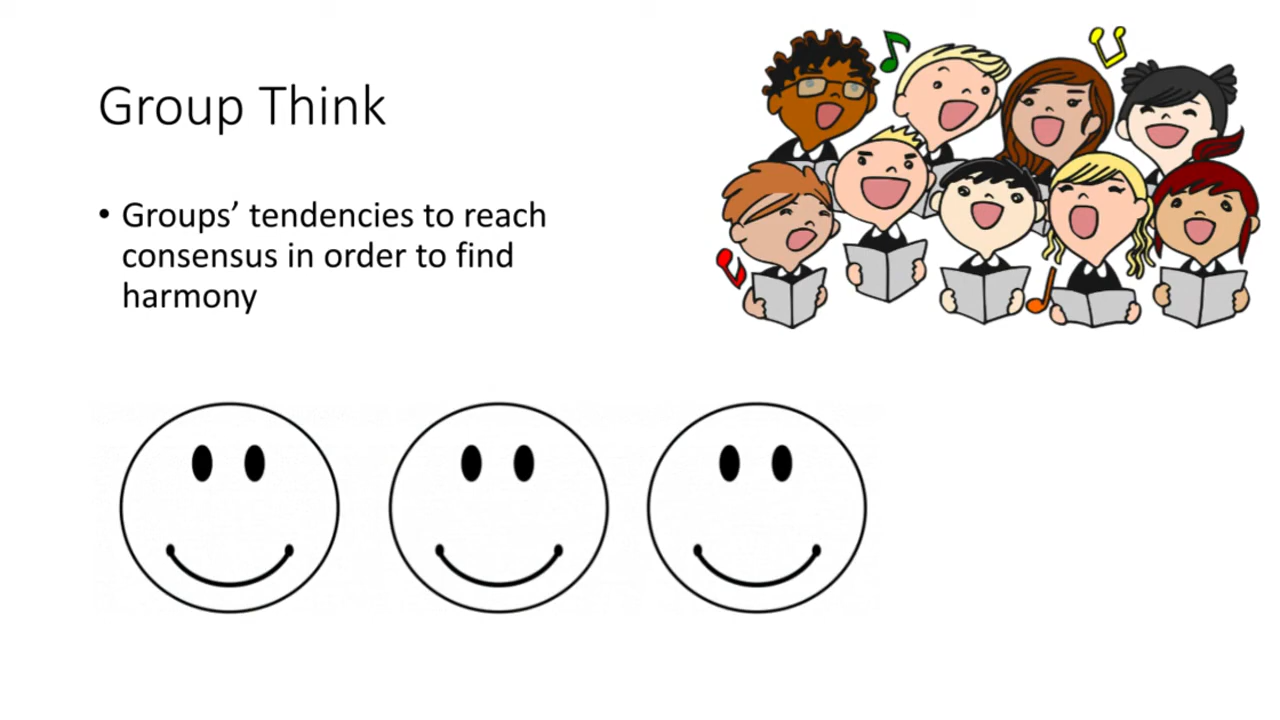 Group Think
• Groups’ tendencies to reach
consensus in order to find
harmony